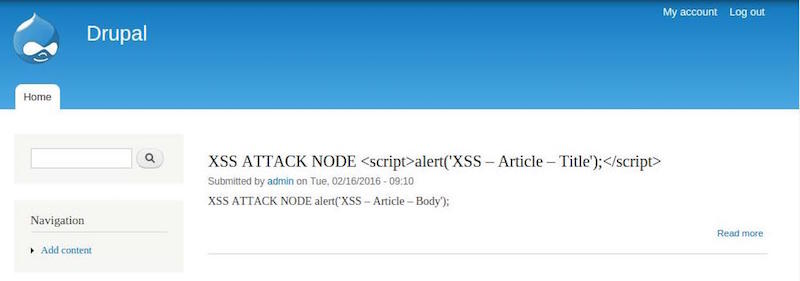 My account Log out
Drupal
Home
XSS ATTACK NODE <script>alert('XSS – Article – Title');</script>
Submitted by admin on Tue, 02/16/2016 - 09:10
XSS ATTACK NODE alert('XSS – Article – Body');
Read more
Navigation
Add content